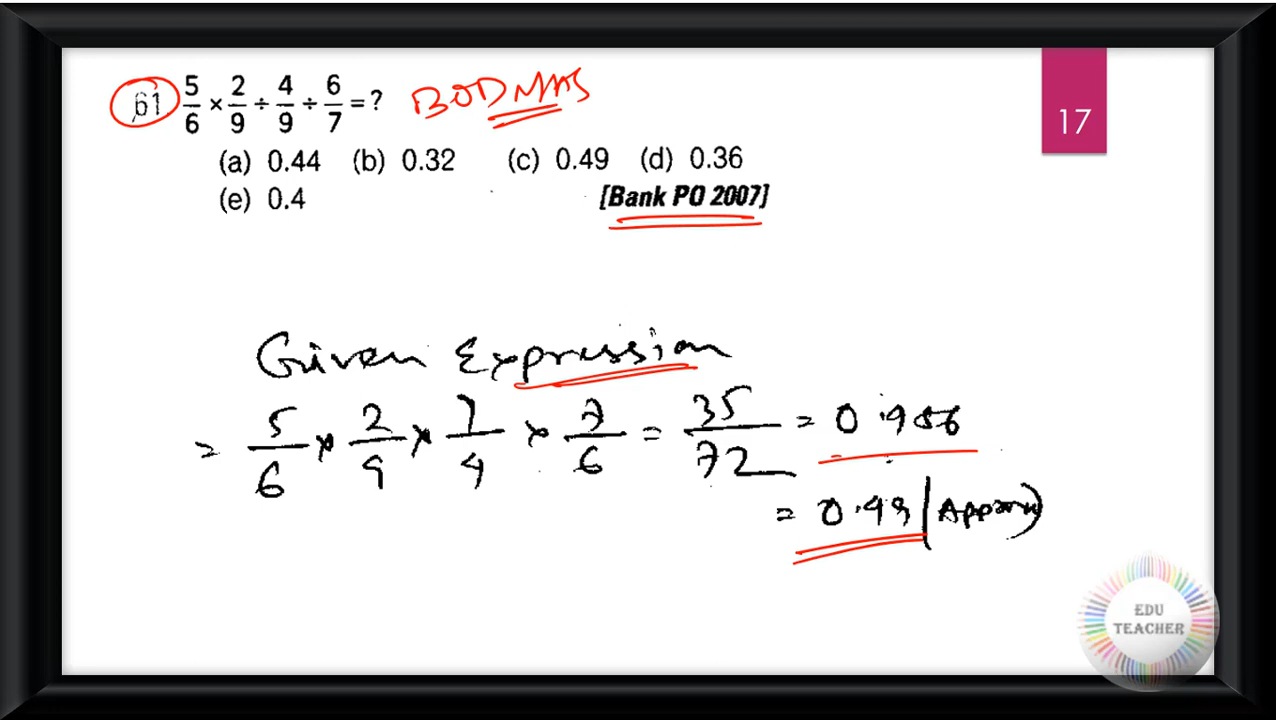 61 5/6 × 2/9 ÷ 4/9 ÷ 6/7 = ? BODMAS
17
(a) 0.44 (b) 0.32 (c) 0.49 (d) 0.36
(e) 0.4 [Bank PO 2007]
Given Expression
= 5/6 × 2/9 × 9/4 × 7/6 = 35/72 = 0.486
= 0.49 (Approx)
EDU
TEACHER